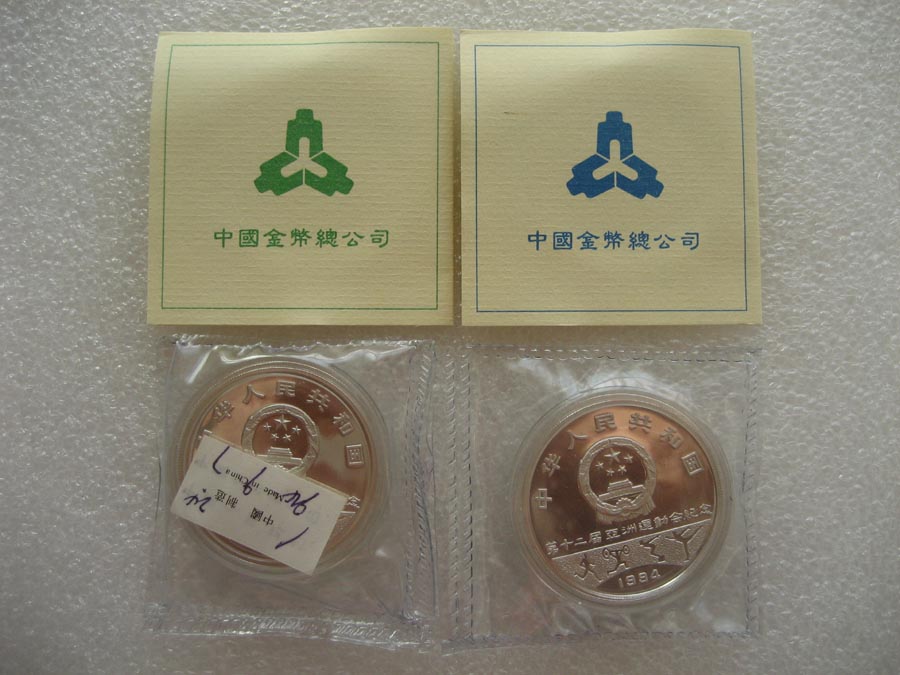 中國金幣總公司
中國金幣總公司
华人民共和国
中國 制造
Made in China
中华人民共和国
第十二届亚洲运动会纪念
1994